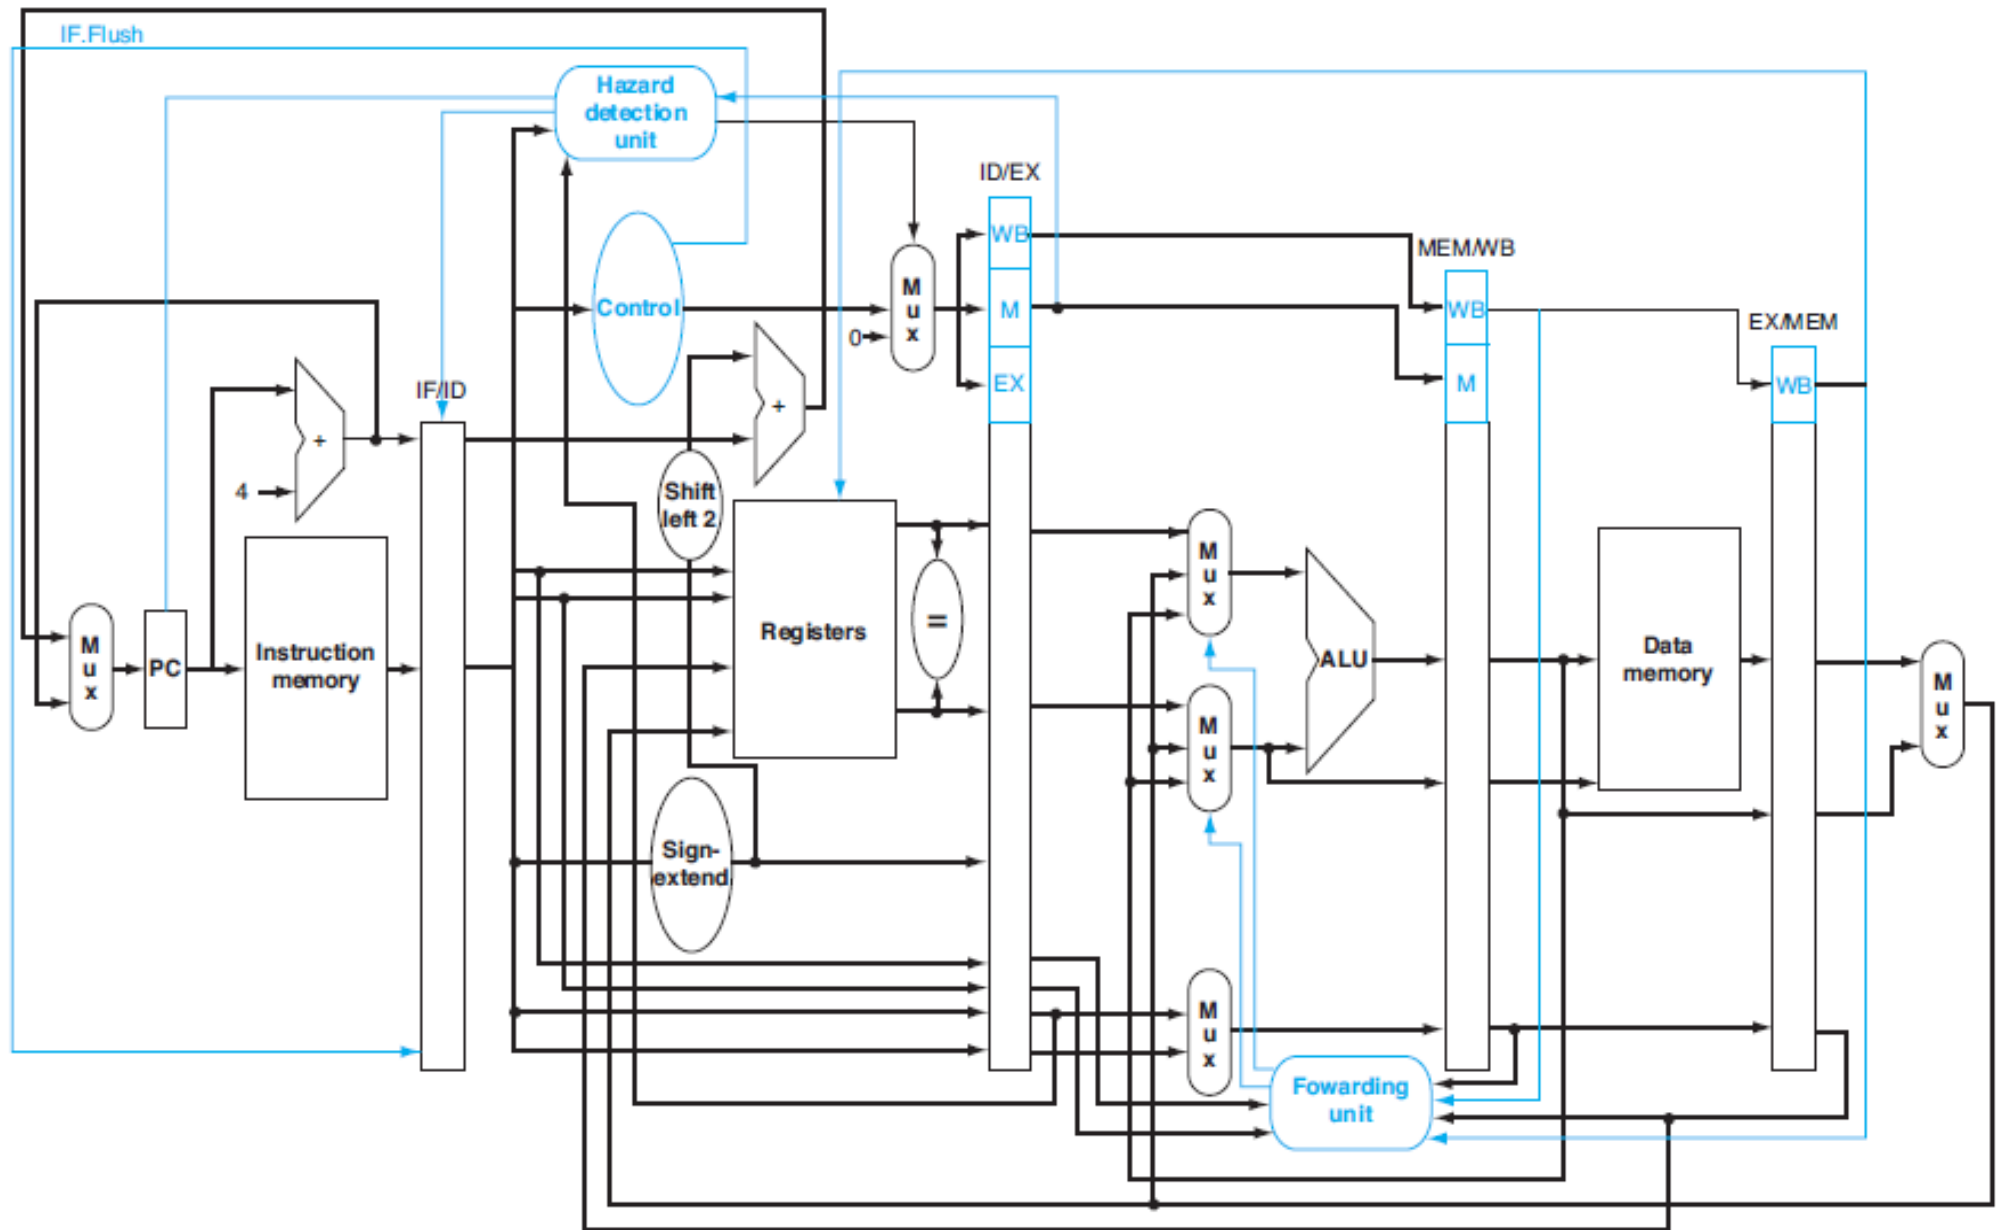 IF.Flush
Hazard
detection
unit
ID/EX
WB
MEM/WB
Control
M
u
x
M
WB
EX/MEM
0
IF/ID
+
EX
M
WB
+
4
Shift
left 2
M
u
x
=
M
u
x
PC
Instruction
memory
Registers
ALU
Data
memory
M
u
x
M
u
x
Sign-
extend
M
u
x
Fowarding
unit